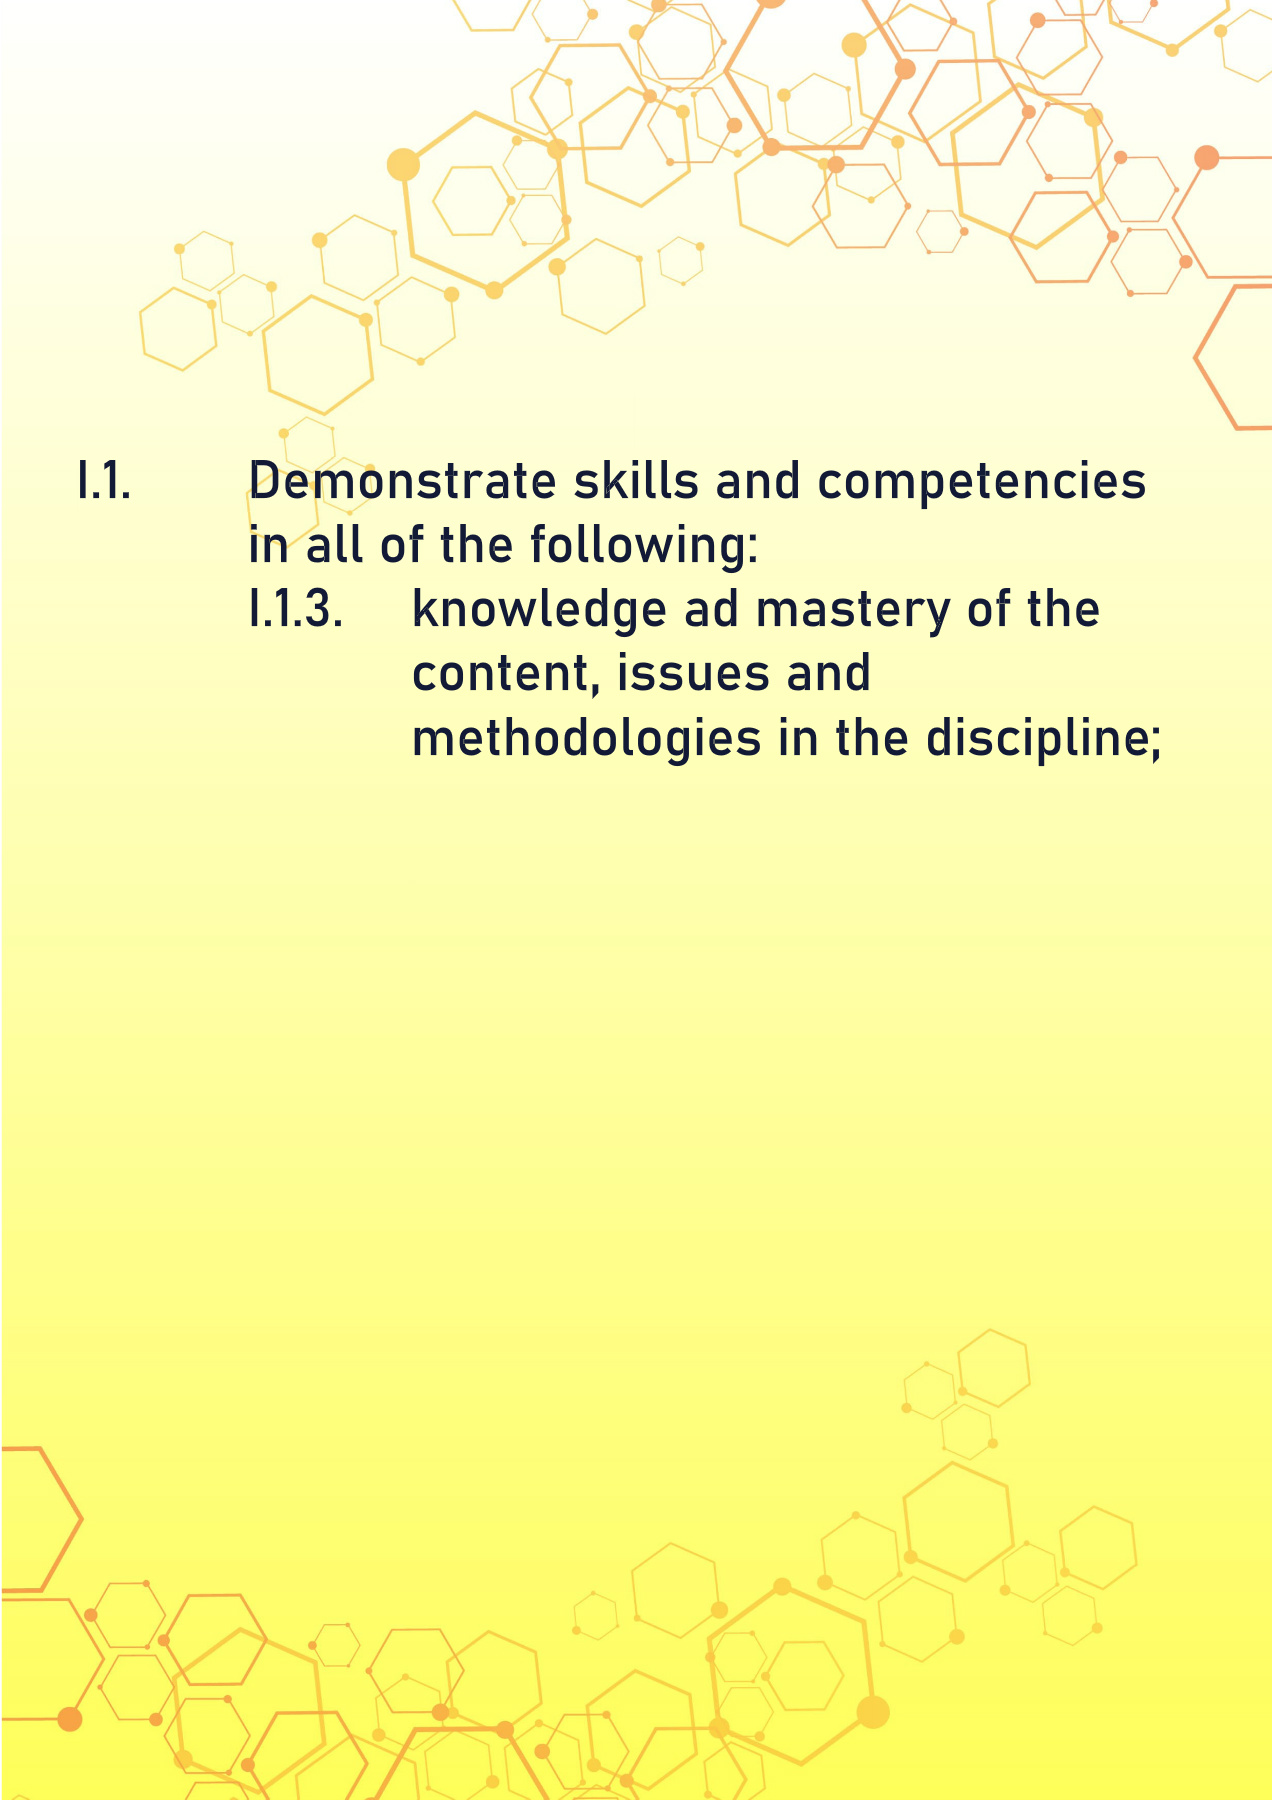 I.1. Demonstrate skills and competencies
in all of the following:
I.1.3. knowledge ad mastery of the
content, issues and
methodologies in the discipline;